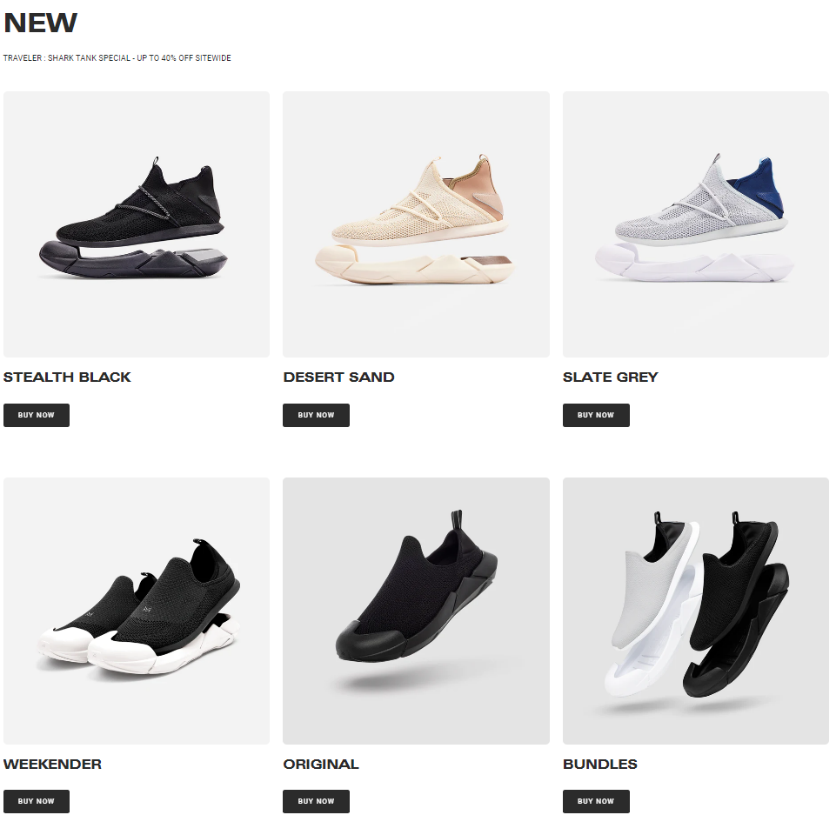 NEW
TRAVELER : SHARK TANK SPECIAL - UP TO 40% OFF SITEWIDE
STEALTH BLACK
DESERT SAND
SLATE GREY
BUY NOW
BUY NOW
BUY NOW
WEEKENDER
ORIGINAL
BUNDLES
BUY NOW
BUY NOW
BUY NOW